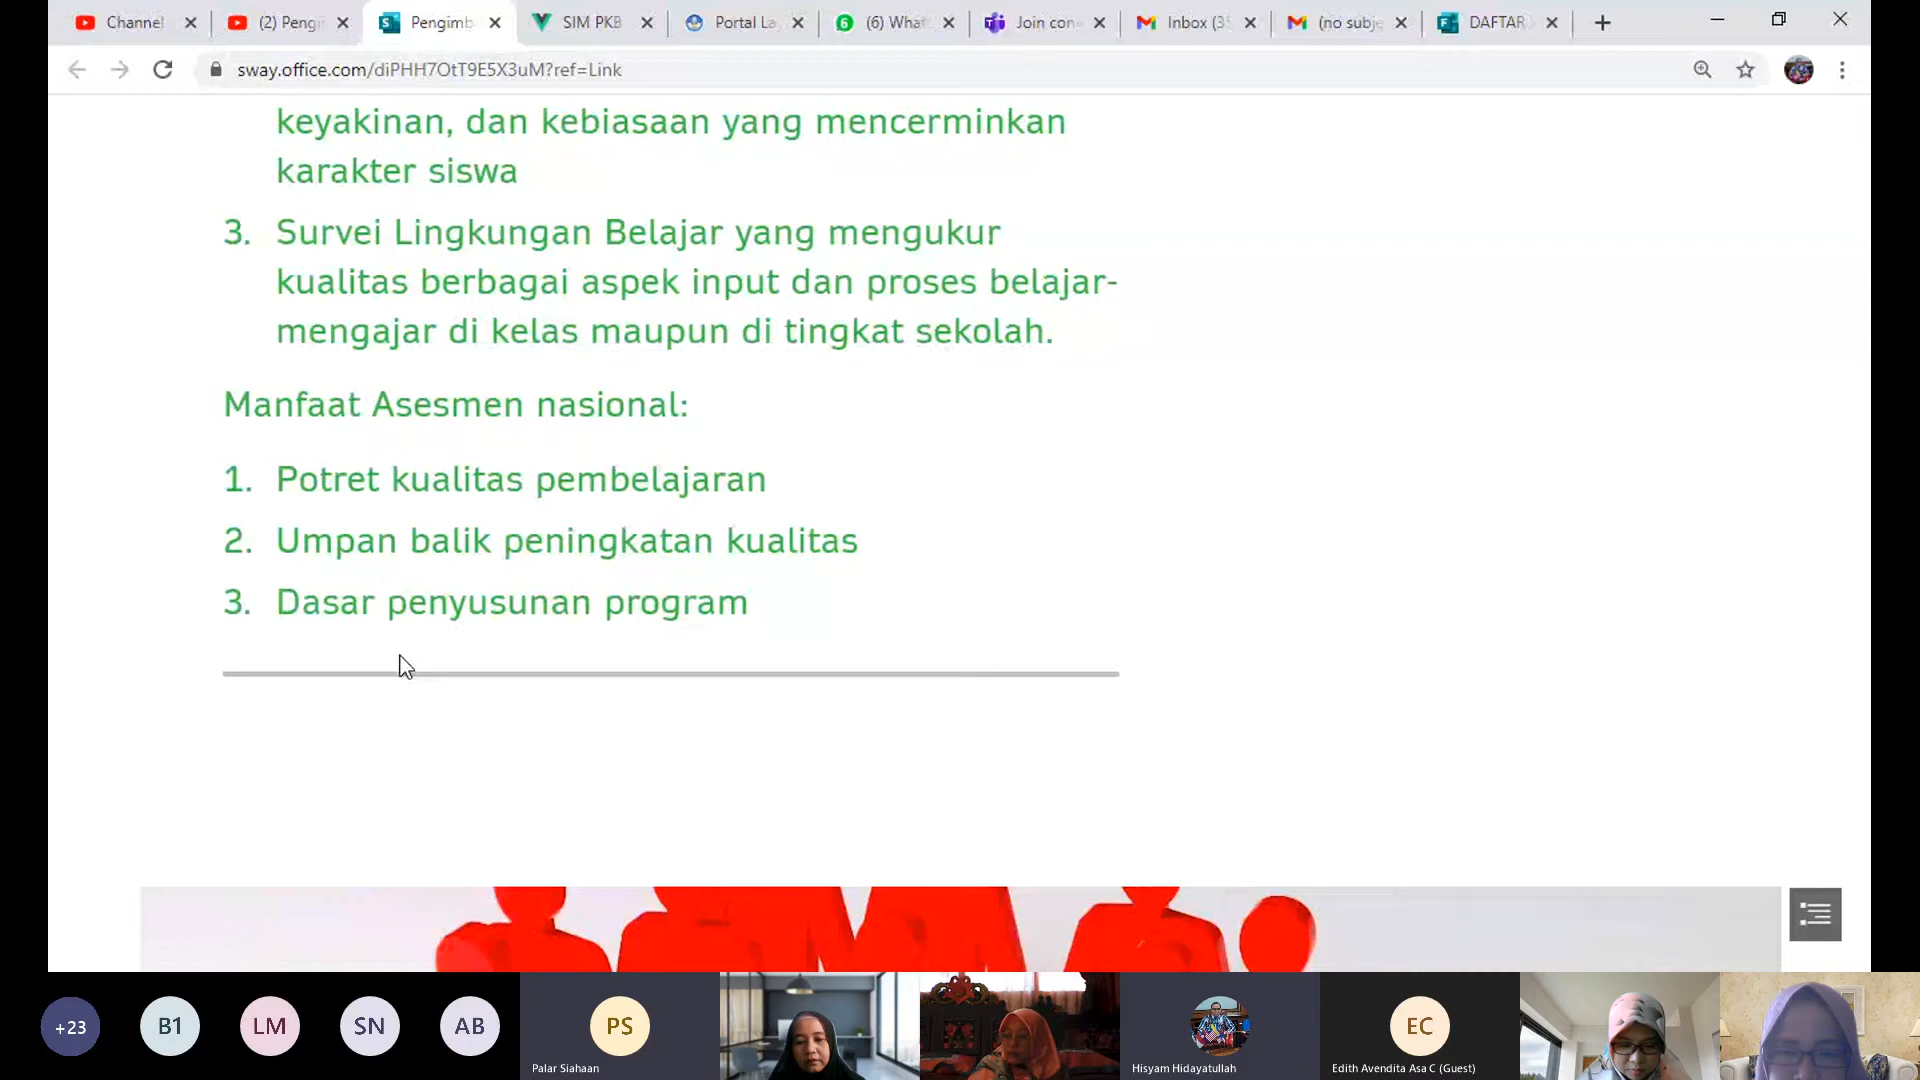 Channel
(2) Pengi
Pengimb
SIM PKB
Portal La
(6) What
Join con
Inbox (3
(no subje
DAFTAR
sway.office.com/diPHH7OtT9E5X3uM?ref=Link
keyakinan, dan kebiasaan yang mencerminkan
karakter siswa
3. Survei Lingkungan Belajar yang mengukur
kualitas berbagai aspek input dan proses belajar-
mengajar di kelas maupun di tingkat sekolah.
Manfaat Asesmen nasional:
1. Potret kualitas pembelajaran
2. Umpan balik peningkatan kualitas
3. Dasar penyusunan program
+23
B1
LM
SN
AB
PS
EC
Palar Siahaan
Hisyam Hidayatullah
Edith Avendita Asa C (Guest)